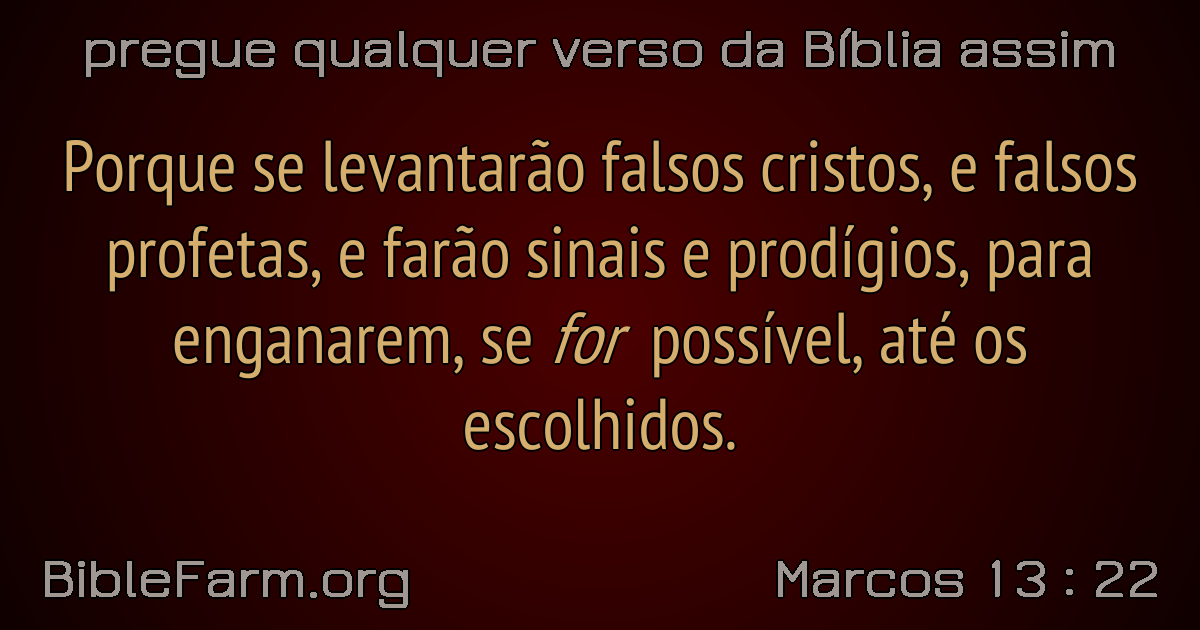 pregue qualquer verso da Bíblia assim
Porque se levantarão falsos cristos, e falsos
profetas, e farão sinais e prodígios, para
enganarem, se for possível, até os
escolhidos.
BibleFarm.org
Marcos 13 : 22